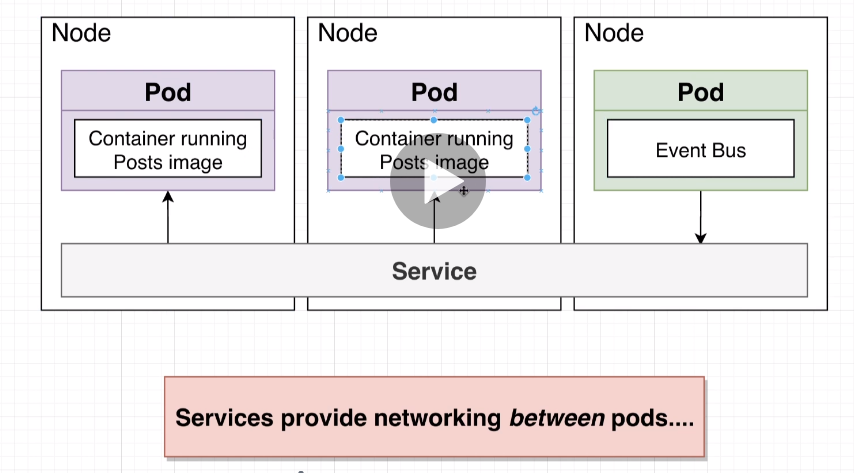 Node
Node
Node
Pod
Pod
Pod
Container running
Posts image
Container running
Posts image
Event Bus
Service
Services provide networking between pods....